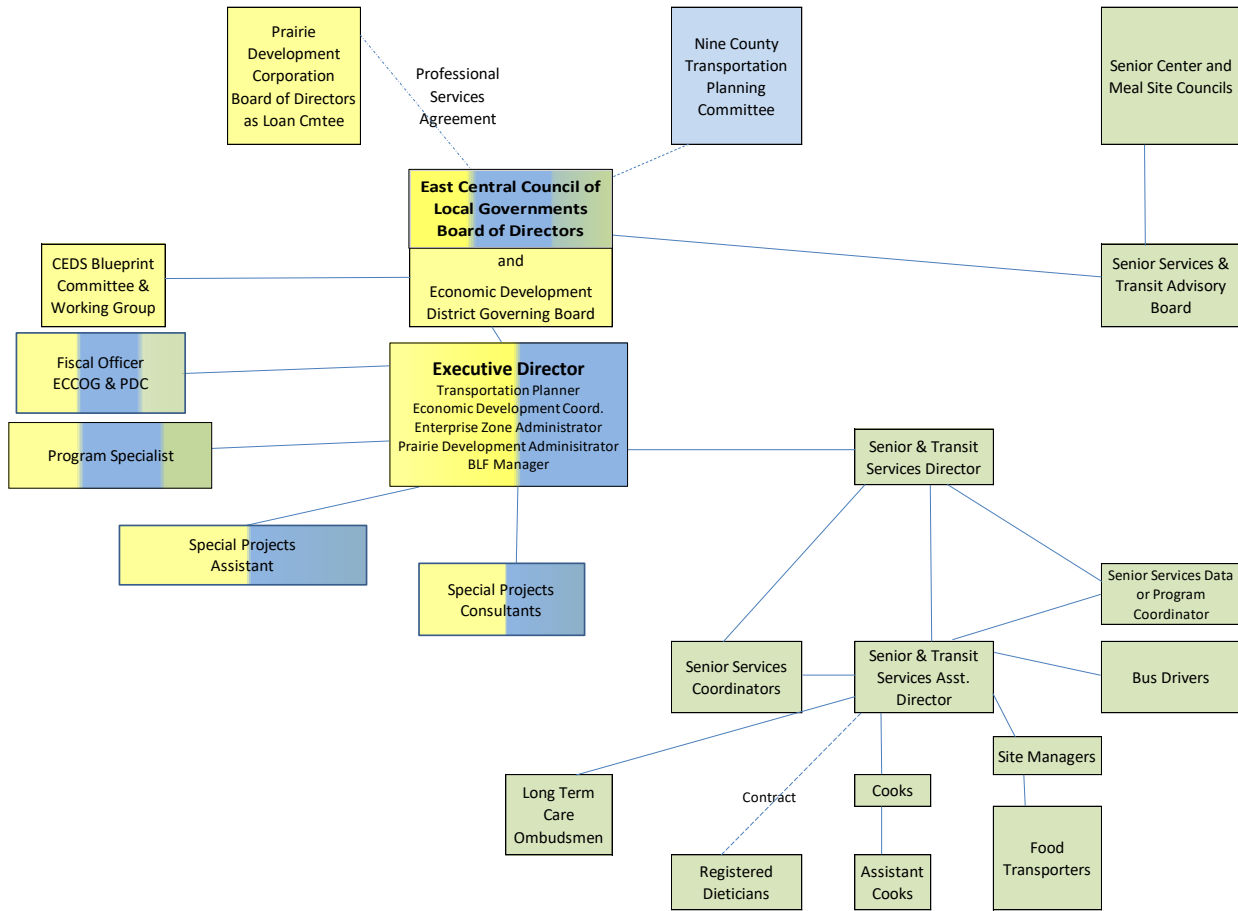 Prairie
Development
Corporation
Board of Directors
as Loan Cmtee
Professional
Services
Agreement
Nine County
Transportation
Planning
Committee
Senior Center and
Meal Site Councils
East Central Council of
Local Governments
Board of Directors
and
Economic Development
District Governing Board
CEDS Blueprint
Committee &
Working Group
Senior Services &
Transit Advisory
Board
Fiscal Officer
ECCOG & PDC
Executive Director
Transportation Planner
Economic Development Coord.
Enterprise Zone Administrator
Prairie Development Adminisitrator
BLF Manager
Program Specialist
Senior & Transit
Services Director
Special Projects
Assistant
Special Projects
Consultants
Senior Services Data
or Program
Coordinator
Senior Services
Coordinators
Senior & Transit
Services Asst.
Director
Bus Drivers
Site Managers
Long Term
Care
Ombudsmen
Contract
Cooks
Food
Transporters
Registered
Dieticians
Assistant
Cooks